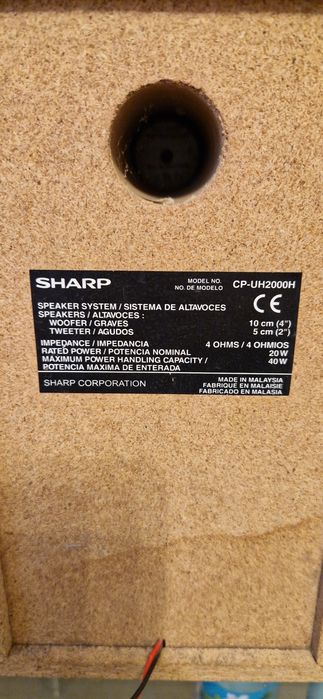 SHARP MODEL NO. CP-UH2000H
NO. DE MODELO
SPEAKER SYSTEM / SISTEMA DE ALTAVOCES
SPEAKERS / ALTAVOCES :
WOOFER / GRAVES 10 cm (4")
TWEETER / AGUDOS 5 cm (2")
IMPEDANCE / IMPEDANCIA 4 OHMS / 4 OHMIOS
RATED POWER / POTENCIA NOMINAL 20W
MAXIMUM POWER HANDLING CAPACITY / 40W
POTENCIA MAXIMA DE ENTERADA
SHARP CORPORATION MADE IN MALAYSIA
FABRIQUE EN MALAISIE
FABRICADO EN MALASIA
CE